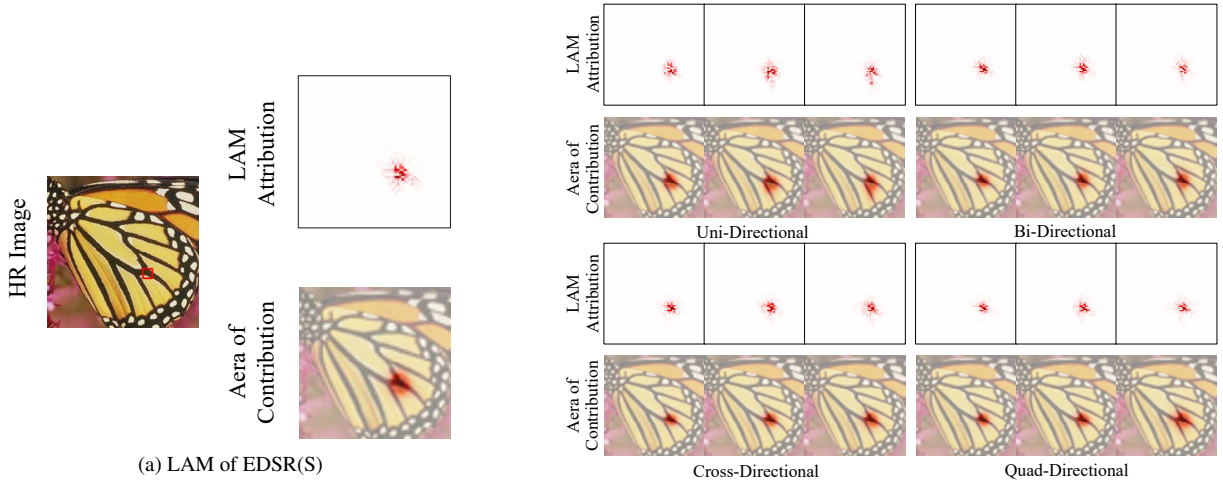 HR Image
LAM
Attribution
Aera of
Contribution
(a) LAM of EDSR(S)
LAM
Attribution
Aera of
Contribution
Uni-Directional
Bi-Directional
LAM
Attribution
Aera of
Contribution
Cross-Directional
Quad-Directional